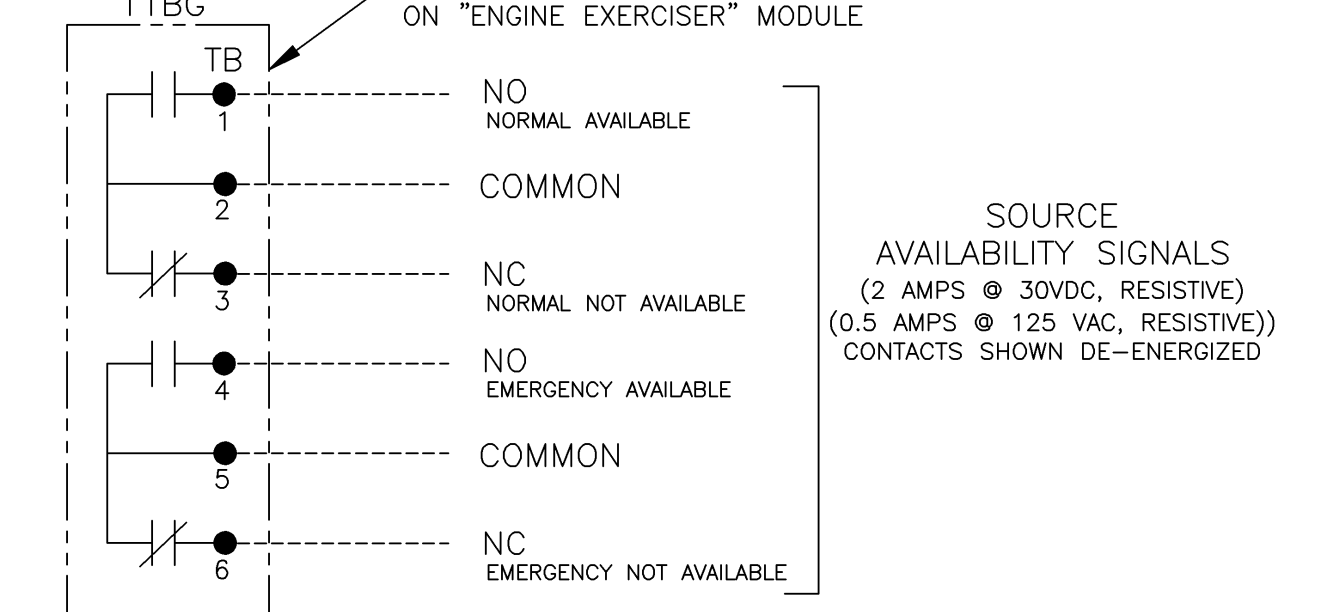 ON "ENGINE EXERCISER" MODULE
TB
1
NO
NORMAL AVAILABLE
2
COMMON
3
NC
NORMAL NOT AVAILABLE
4
NO
EMERGENCY AVAILABLE
5
COMMON
6
NC
EMERGENCY NOT AVAILABLE
SOURCE
AVAILABILITY SIGNALS
(2 AMPS @ 30VDC, RESISTIVE)
(0.5 AMPS @ 125 VAC, RESISTIVE))
CONTACTS SHOWN DE-ENERGIZED